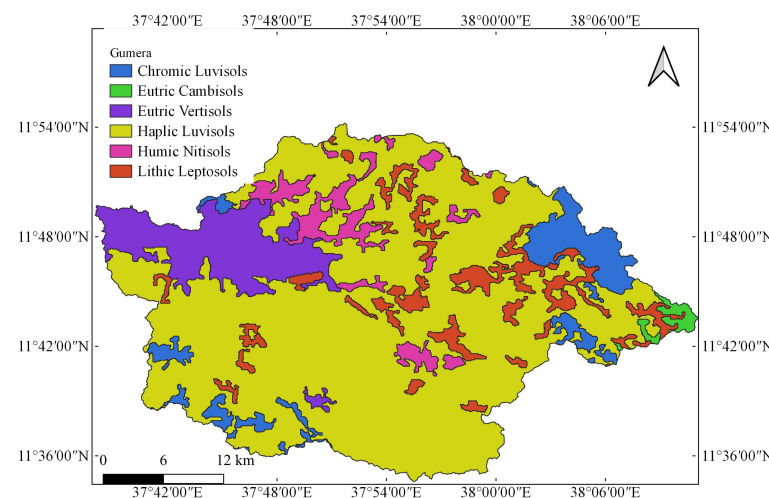 37°42′00″E 37°48′00″E 37°54′00″E 38°00′00″E 38°06′00″E
Gumera
Chromic Luvisols
Eutric Cambisols
Eutric Vertisols
Haplic Luvisols
Humic Nitisols
Lithic Leptosols
11°54′00″N 11°54′00″N
11°48′00″N 11°48′00″N
11°42′00″N 11°42′00″N
11°36′00″N 11°36′00″N
0 6 12 km
37°42′00″E 37°48′00″E 37°54′00″E 38°00′00″E 38°06′00″E